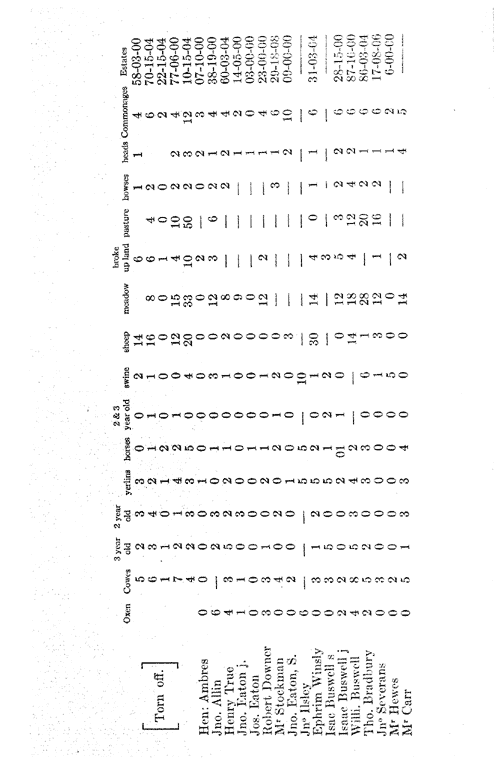 Oxen Cowes 3 year old 2 year old yerlins horses 2 & 3 year old swine sheep meadow broke up land pasture howses heads Commonages Estates
5 2 3 3 0 0 2 14 6 1 1 4 58-03-00
[Torn off.] 6 3 4 2 1 1 1 16 8 6 4 2 6 70-15-04
1 1 0 1 2 0 0 0 0 1 0 0 2 22-15-04
7 2 1 4 2 1 0 12 15 4 10 2 2 4 77-06-00
4 2 3 3 5 0 4 20 33 10 50 2 3 12 10-15-04
Hen: Ambres 0 0 0 0 1 0 0 0 0 0 2 — 0 2 3 07-10-00
Jno. Allin 6 — 2 3 0 1 0 3 0 12 3 6 2 1 4 38-19-00
Henry True 4 3 5 2 2 1 0 1 2 8 — — 2 2 4 60-03-04
Jno. Eaton j. 1 1 0 3 0 0 0 0 0 9 — — — 1 2 14-05-00
Jos. Eaton 0 0 0 0 0 1 0 0 0 0 — — — 1 0 03-00-00
Robert Downer 3 3 1 0 2 1 0 1 0 12 2 — — 1 4 23-00-00
Mr Stockman 3 4 0 2 0 2 1 2 0 — — — 3 1 6 29-18-08
Jno. Eaton, S. 0 2 0 0 1 0 0 0 3 — — — — 2 10 09-00-00
Jno Ilsley 6 — 5 5 10 — — — — — — — —
Ephrim Winsly 0 3 1 2 5 2 0 1 30 14 4 0 1 1 6 31-03-04
Isac Buswell s 0 3 5 0 5 1 2 2 — — 3 — — — — —
Isaac Buswell j 2 2 0 0 2 01 1 0 0 12 5 3 2 2 6 28-15-00
Willi. Buswell 4 8 5 3 4 2 — — 14 18 4 12 4 2 6 87-10-00
Tho. Bradbury 2 5 2 0 3 3 0 6 1 28 — 20 2 1 6 86-03-04
Jno Severans 0 3 0 0 0 0 0 1 3 12 1 16 2 1 6 17-08-06
Mr Hewes 0 2 0 0 0 0 0 5 0 0 — — — 1 2 6-00-00
Mr Carr 0 5 1 3 3 4 0 0 0 14 2 — — 4 5 —